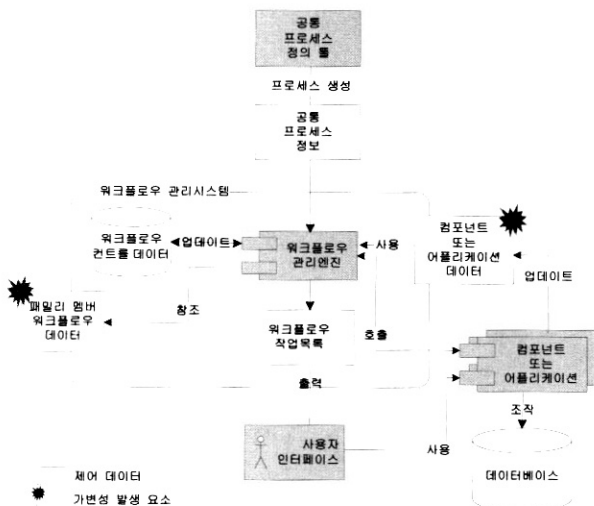 공통
프로세스
정의 툴
프로세스 생성
공통
프로세스
정보
워크플로우 관리시스템
워크플로우
컨트롤 데이터
업데이트
워크플로우
관리엔진
사용
컴포넌트
또는
어플리케이션
데이터
업데이트
패밀리 멤버
워크플로우
데이터
참조
워크플로우
작업목록
호출
컴포넌트
또는
어플리케이션
출력
조작
사용자
인터페이스
사용
데이터베이스
제어 데이터
가변성 발생 요소